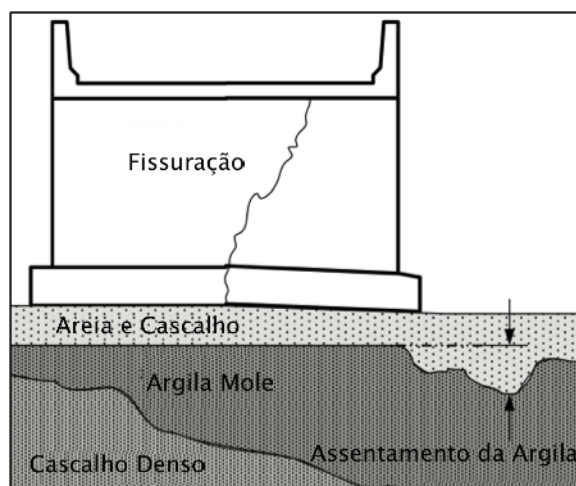 Fissuração
Areia e Cascalho
Argila Mole
Assentamento da Argila
Cascalho Denso